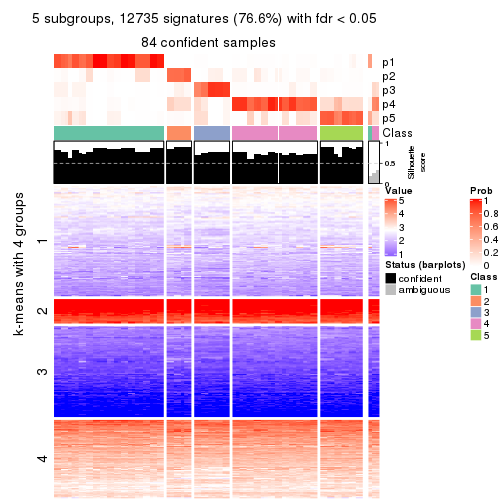 5 subgroups, 12735 signatures (76.6%) with fdr < 0.05
84 confident samples
p1
p2
p3
p4
p5
Class
1
0.5
0
Silhouette
score
k-means with 4 groups
1
2
3
4
Value
5
4
3
2
1
Status (barplots)
confident
ambiguous
Prob
1
0.8
0.6
0.4
0.2
0
Class
1
2
3
4
5